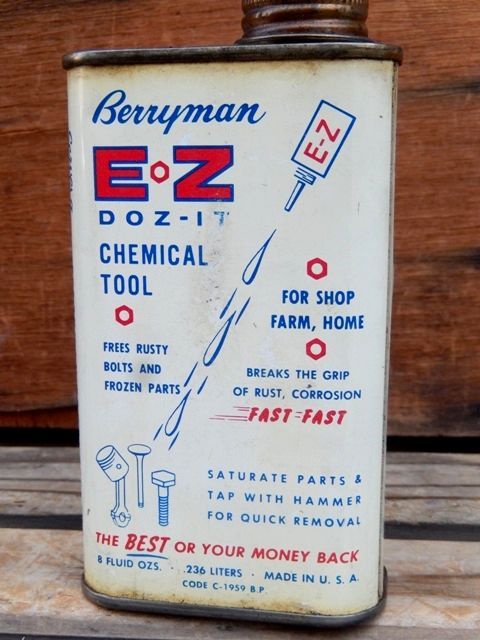 Berryman
E-Z
E-Z
DOZ-IT
CHEMICAL
TOOL
FOR SHOP
FARM, HOME
FREES RUSTY
BOLTS AND
FROZEN PARTS
BREAKS THE GRIP
OF RUST, CORROSION
FAST-FAST
SATURATE PARTS &
TAP WITH HAMMER
FOR QUICK REMOVAL
THE BEST OR YOUR MONEY BACK
8 FLUID OZS. · .236 LITERS · MADE IN U. S. A.
CODE C-1959 B.P.